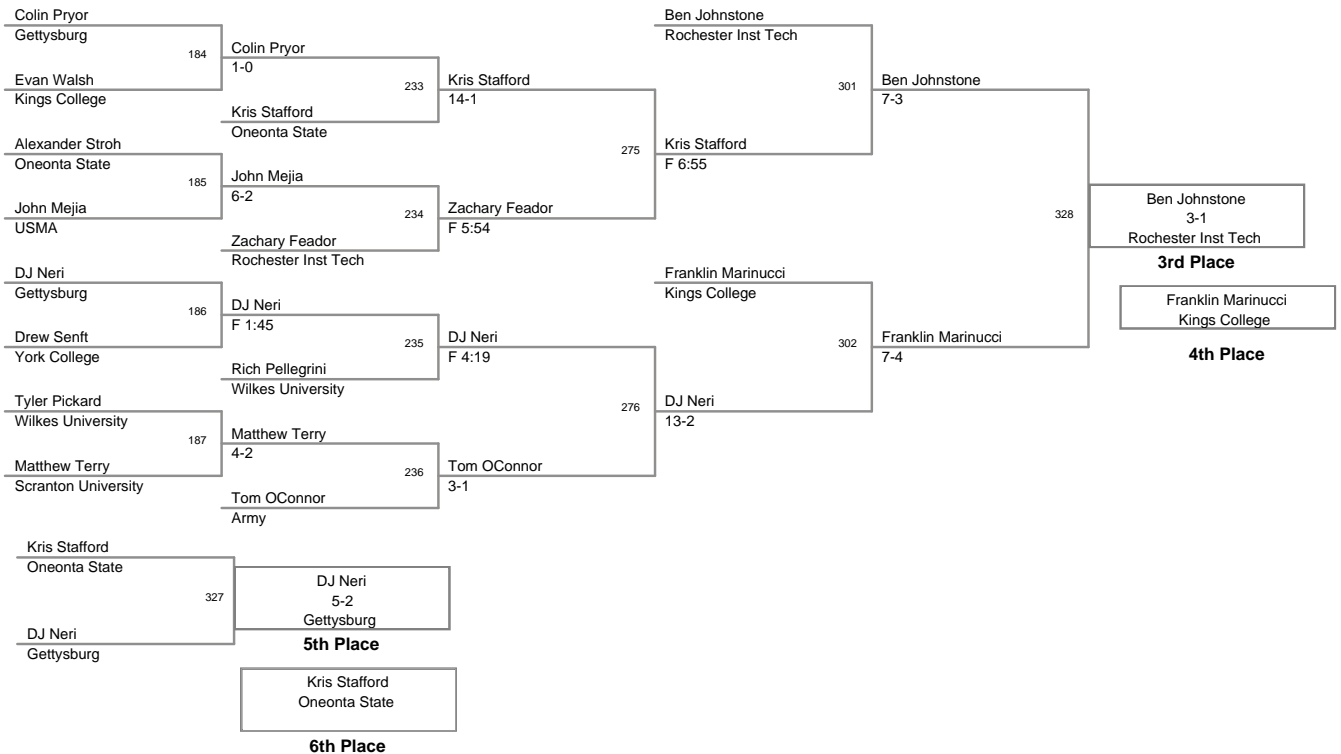 Colin Pryor
Gettysburg
184
Evan Walsh
Kings College
Alexander Stroh
Oneonta State
185
John Mejia
USMA
DJ Neri
Gettysburg
186
Drew Senft
York College
Tyler Pickard
Wilkes University
187
Matthew Terry
Scranton University
Colin Pryor
1-0
233
Kris Stafford
Oneonta State
John Mejia
6-2
234
Zachary Feador
Rochester Inst Tech
DJ Neri
F 1:45
235
Rich Pellegrini
Wilkes University
Matthew Terry
4-2
236
Tom OConnor
Army
Kris Stafford
14-1
275
Zachary Feador
F 5:54
DJ Neri
F 4:19
276
Tom OConnor
3-1
Ben Johnstone
Rochester Inst Tech
301
Kris Stafford
F 6:55
Franklin Marinucci
Kings College
302
DJ Neri
13-2
Ben Johnstone
7-3
328
Franklin Marinucci
7-4
Ben Johnstone
3-1
Rochester Inst Tech
3rd Place
Franklin Marinucci
Kings College
4th Place
Kris Stafford
Oneonta State
327
DJ Neri
Gettysburg
DJ Neri
5-2
Gettysburg
5th Place
Kris Stafford
Oneonta State
6th Place